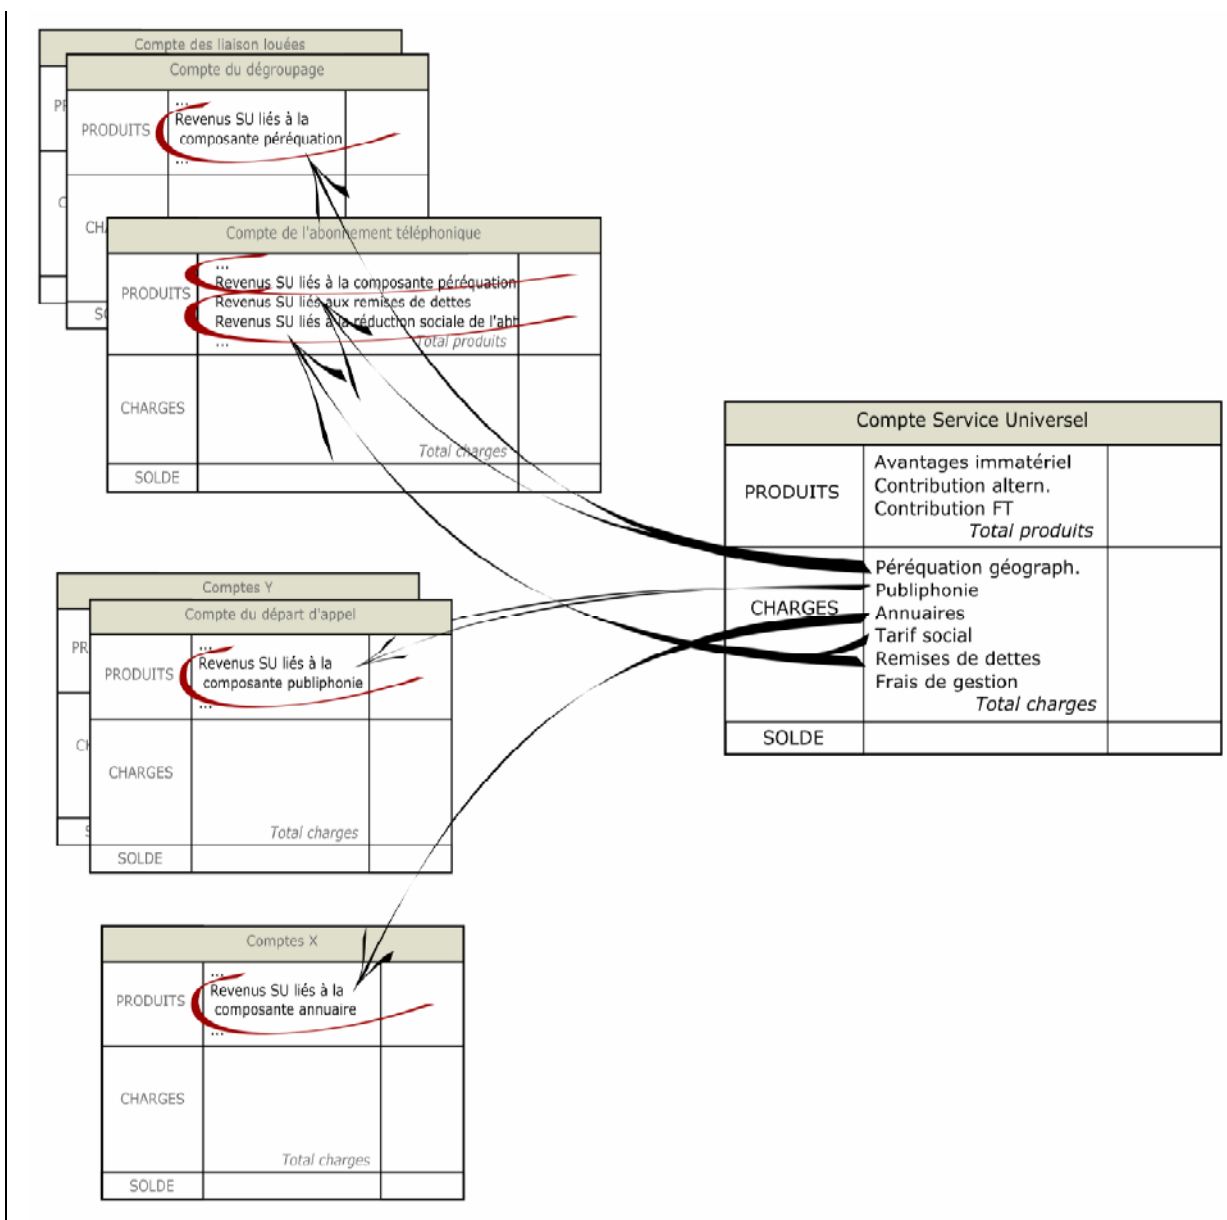 Compte des liaison louées
Compte du dégroupage
PRODUITS
...
Revenus SU liés à la
composante péréquation
...
Compte de l'abonnement téléphonique
PRODUITS
...
Revenus SU liés à la composante péréquation
Revenus SU liés aux remises de dettes
Revenus SU liés à la réduction sociale de l'abt
...
Total produits
CHARGES
Total charges
SOLDE
Compte Service Universel
PRODUITS
Avantages immatériel
Contribution altern.
Contribution FT
Total produits
CHARGES
Péréquation géograph.
Publiphonie
Annuaires
Tarif social
Remises de dettes
Frais de gestion
Total charges
SOLDE
Comptes Y
Compte du départ d'appel
PRODUITS
...
Revenus SU liés à la
composante publiphonie
...
CHARGES
Total charges
SOLDE
Comptes X
PRODUITS
...
Revenus SU liés à la
composante annuaire
...
CHARGES
Total charges
SOLDE